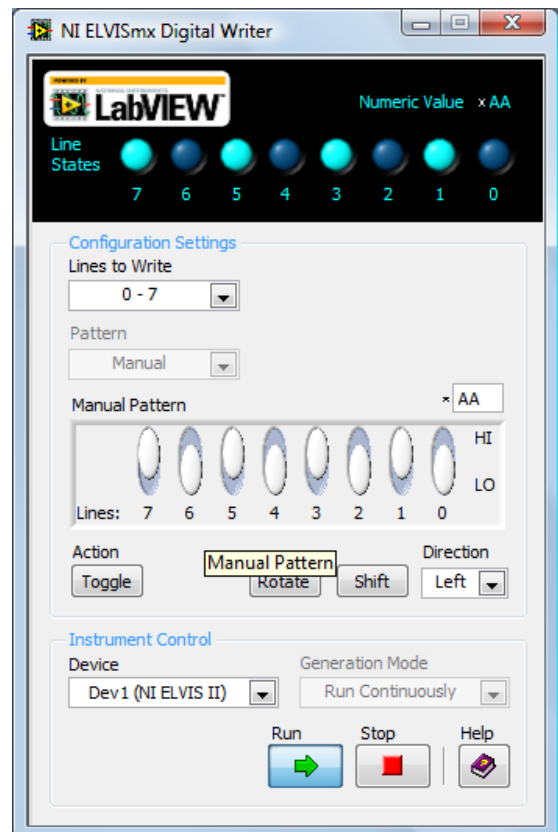 NI ELVISmx Digital Writer
POWERED BY
NATIONAL INSTRUMENTS
LabVIEW
Numeric Value × AA
Line
States
7 6 5 4 3 2 1 0
Configuration Settings
Lines to Write
0 - 7
Pattern
Manual
Manual Pattern × AA
HI
LO
Lines: 7 6 5 4 3 2 1 0
Action Direction
Manual Pattern
Toggle Rotate Shift Left
Instrument Control
Device Generation Mode
Dev1 (NI ELVIS II) Run Continuously
Run Stop Help